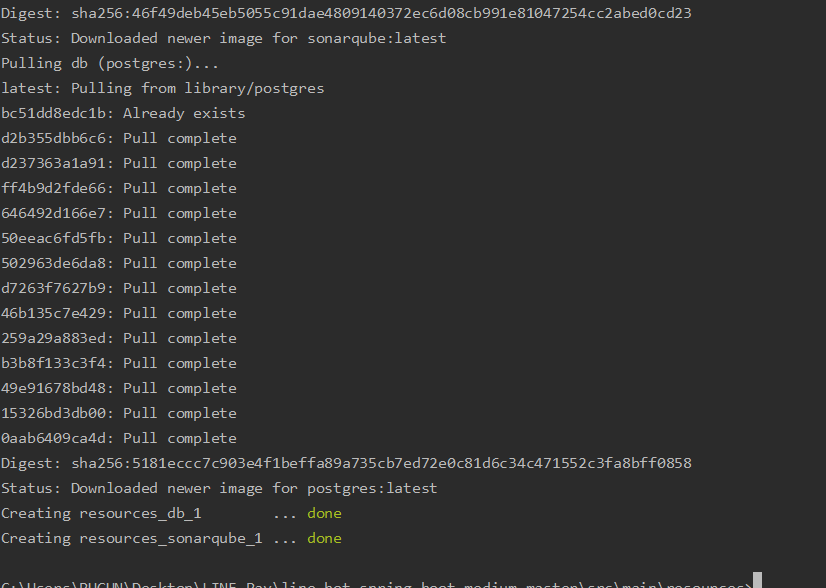 Digest: sha256:46f49deb45eb5055c91dae4809140372ec6d08cb991e81047254cc2abed0cd23
Status: Downloaded newer image for sonarqube:latest
Pulling db (postgres:)...
latest: Pulling from library/postgres
bc51dd8edc1b: Already exists
d2b355dbb6c6: Pull complete
d237363a1a91: Pull complete
ff4b9d2fde66: Pull complete
646492d166e7: Pull complete
50eeac6fd5fb: Pull complete
502963de6da8: Pull complete
d7263f7627b9: Pull complete
46b135c7e429: Pull complete
259a29a883ed: Pull complete
b3b8f133c3f4: Pull complete
49e91678bd48: Pull complete
15326bd3db00: Pull complete
0aab6409ca4d: Pull complete
Digest: sha256:5181eccc7c903e4f1beffa89a735cb7ed72e0c81d6c34c471552c3fa8bff0858
Status: Downloaded newer image for postgres:latest
Creating resources_db_1        ... done
Creating resources_sonarqube_1 ... done